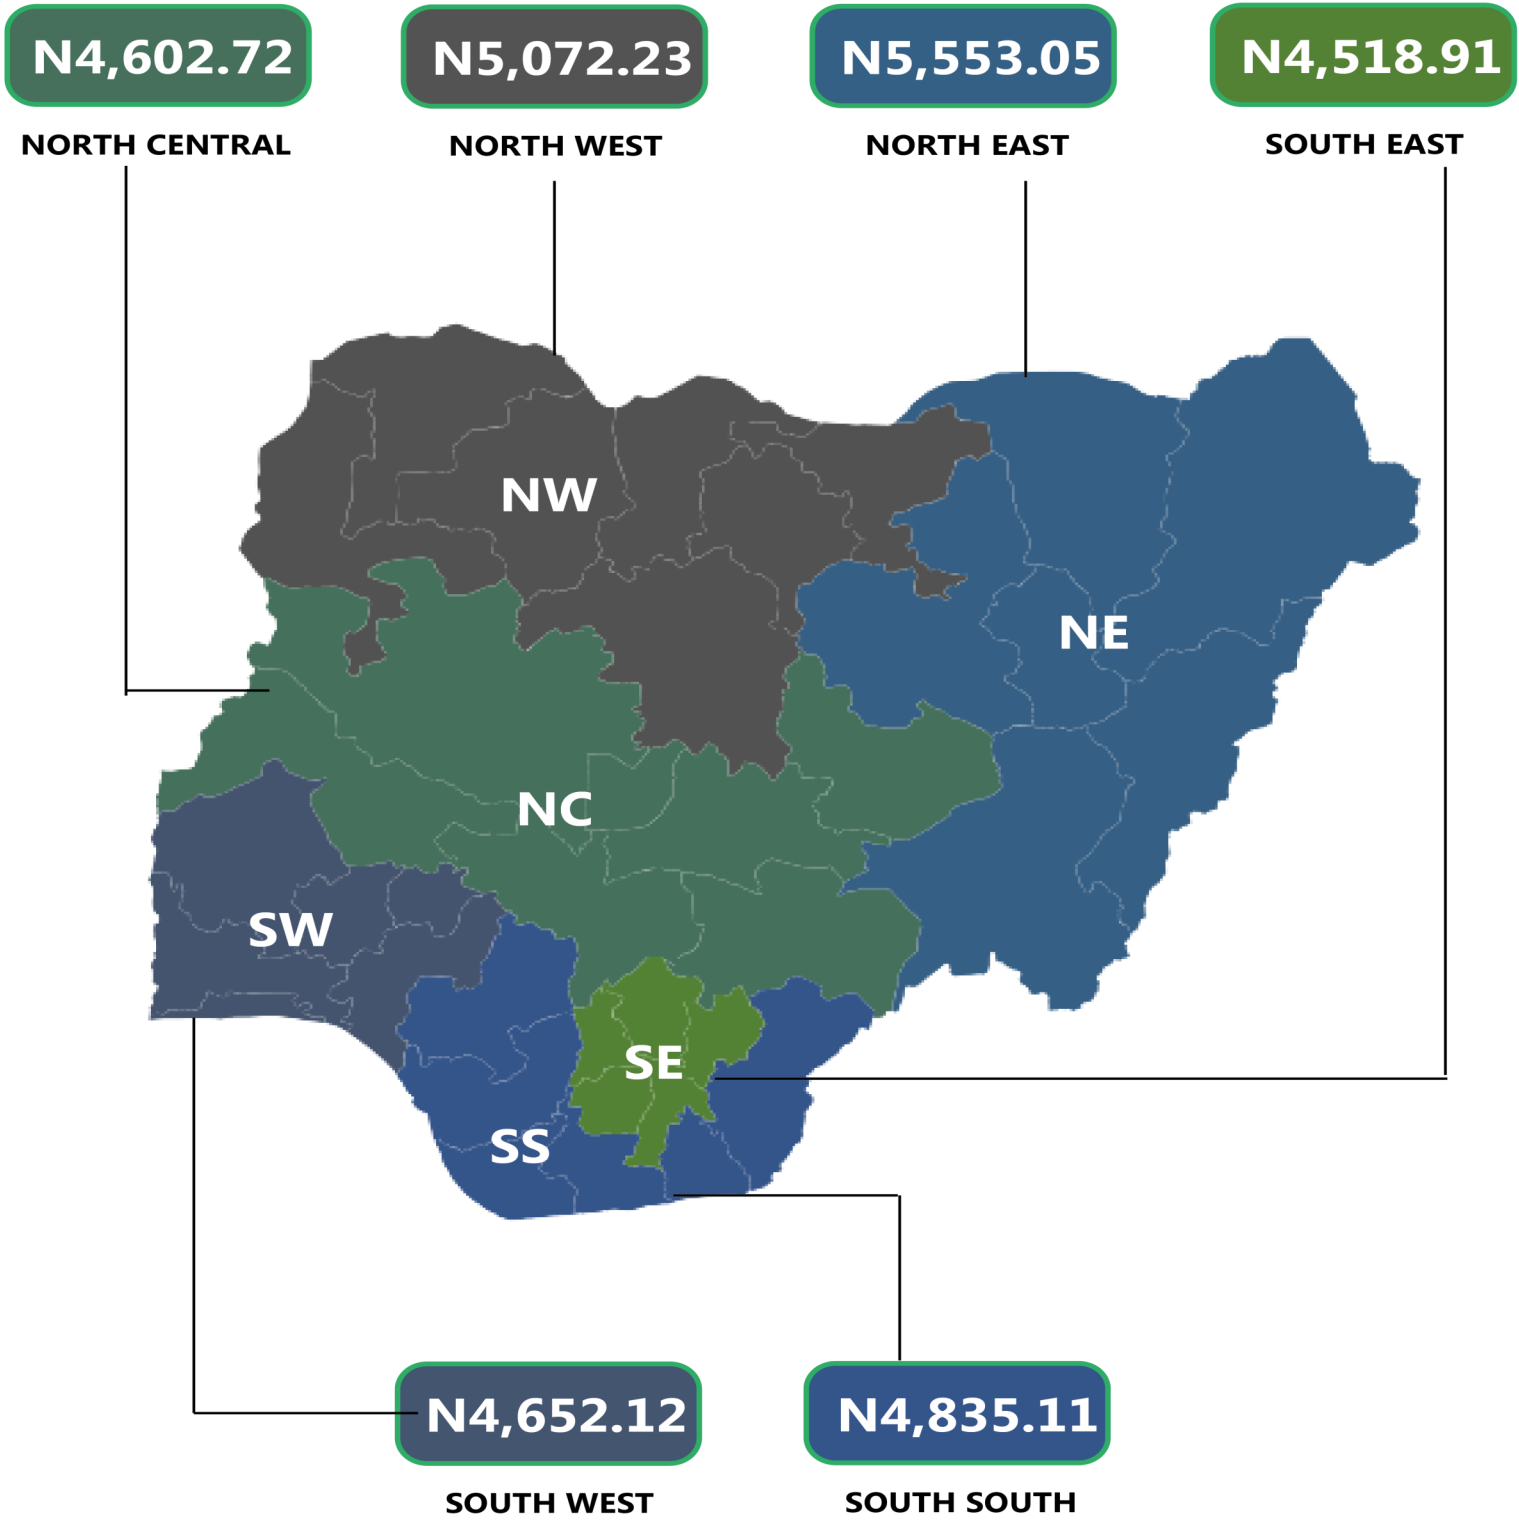 N4,602.72
NORTH CENTRAL
N5,072.23
NORTH WEST
N5,553.05
NORTH EAST
N4,518.91
SOUTH EAST
NW
NE
NC
SW
SE
SS
N4,652.12
SOUTH WEST
N4,835.11
SOUTH SOUTH